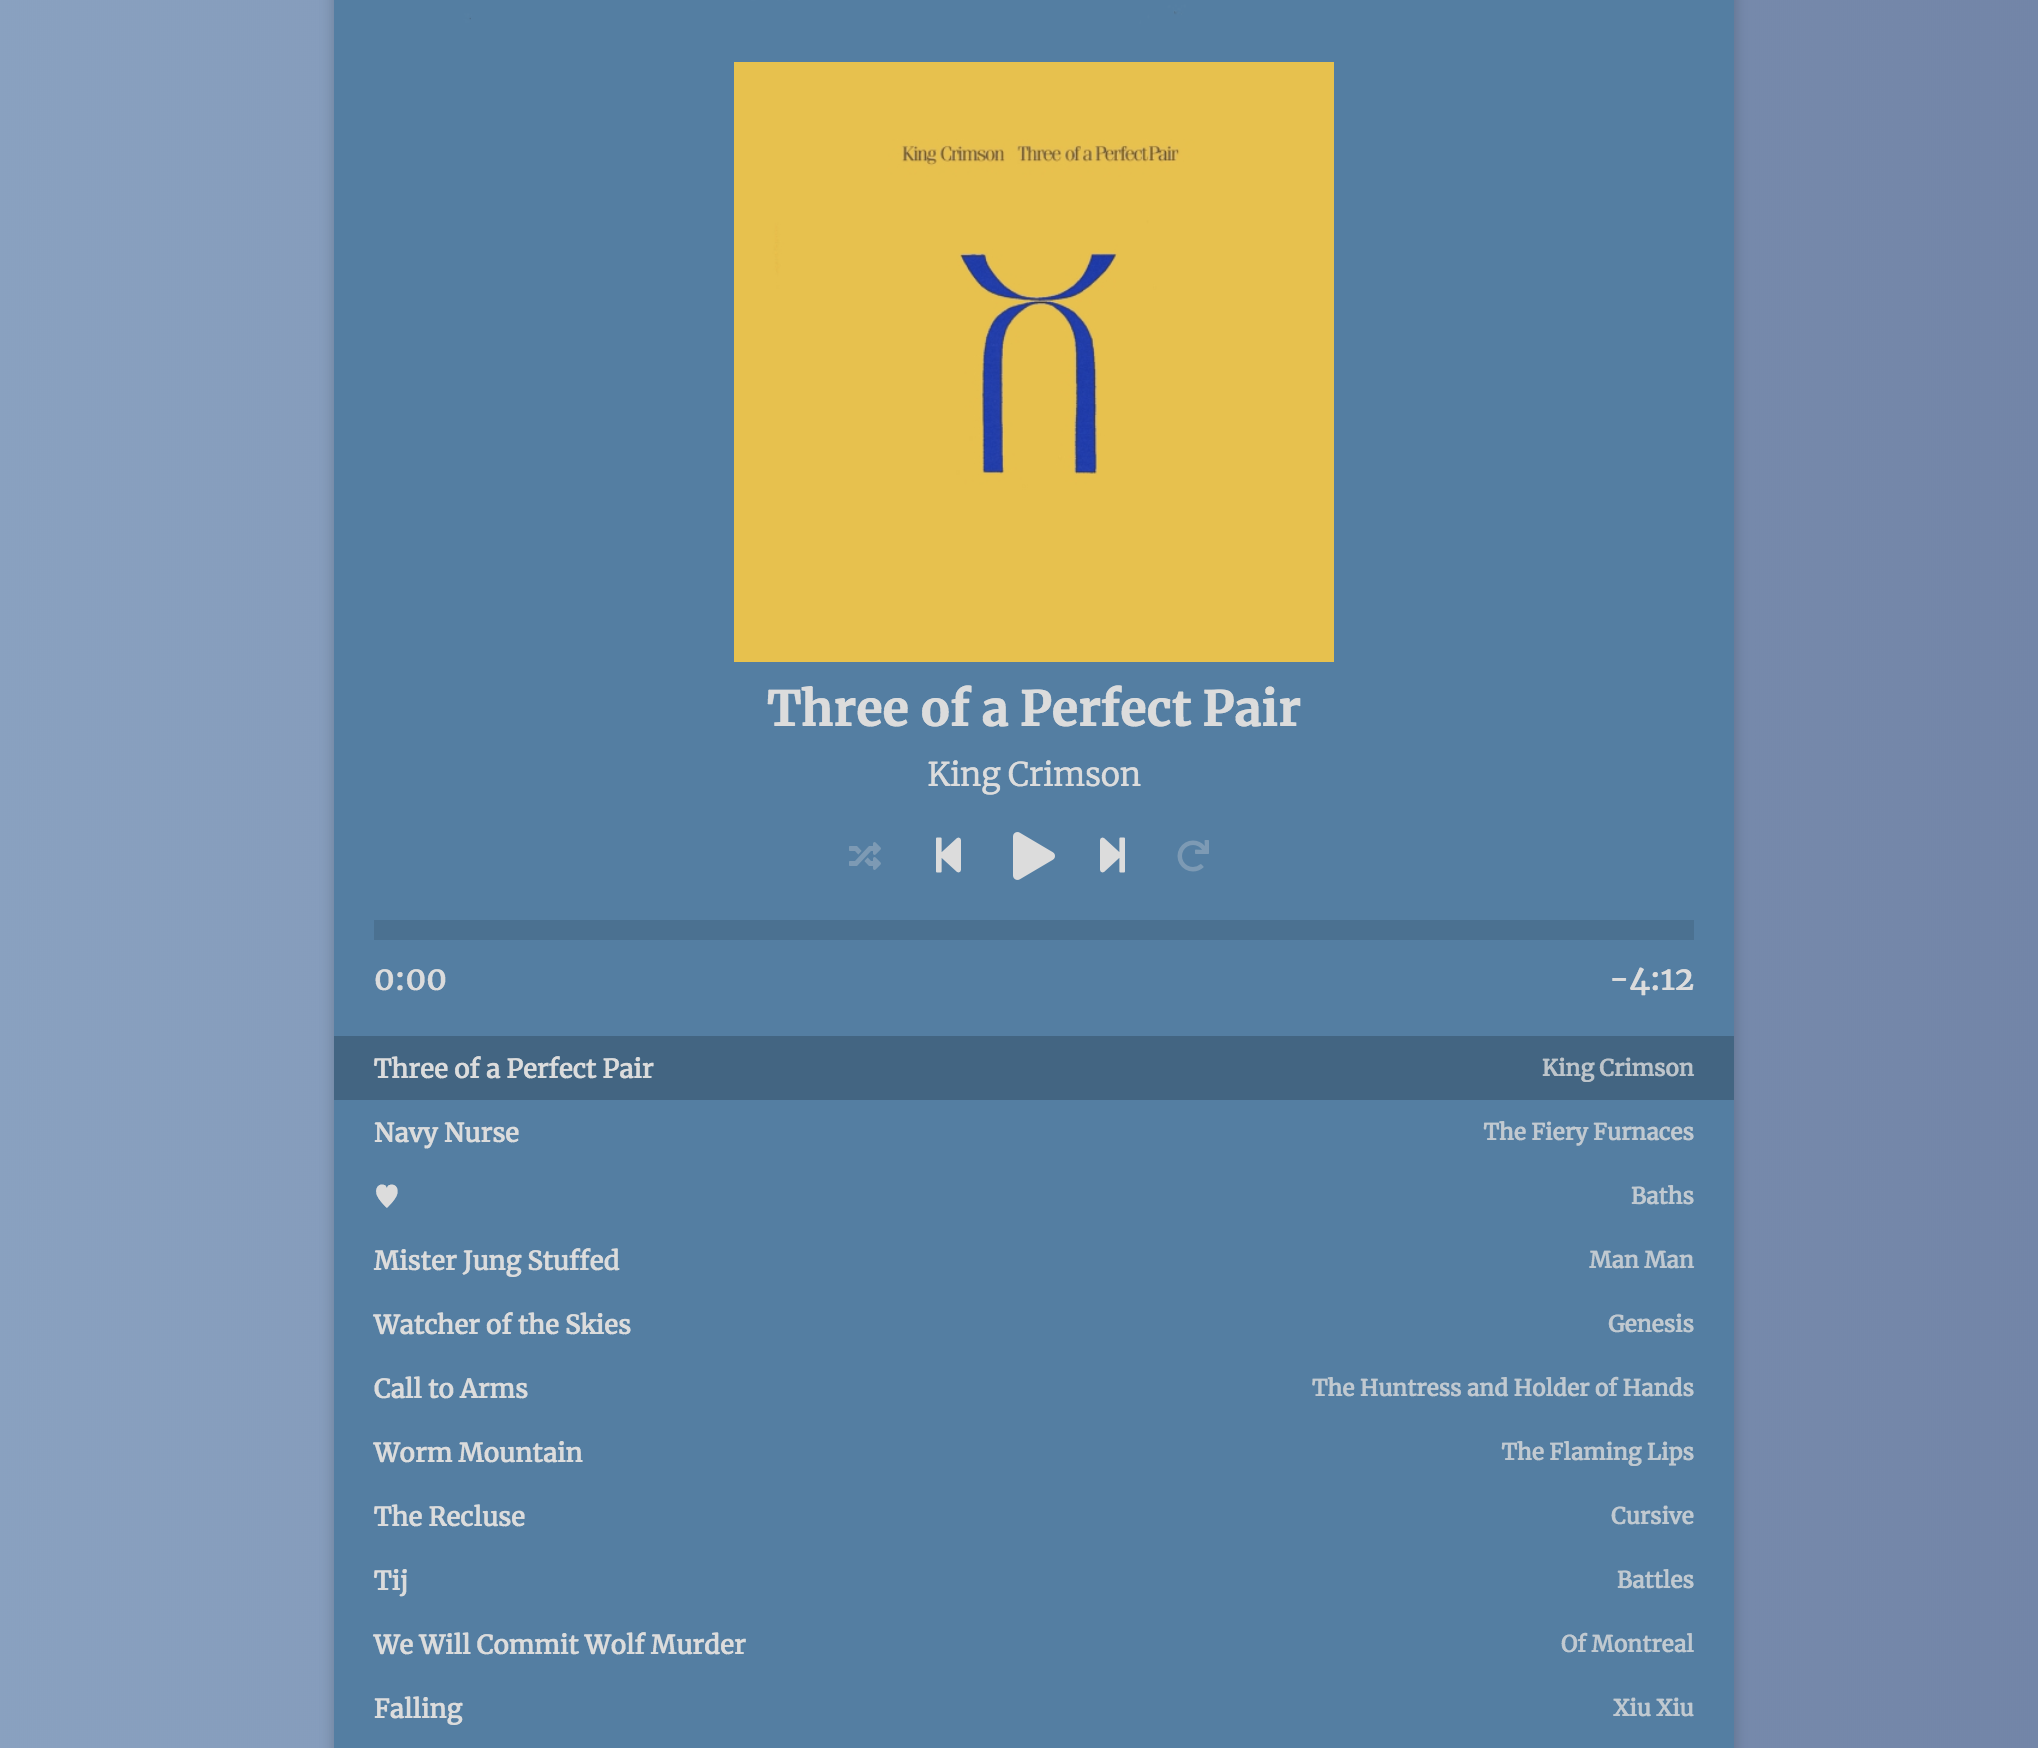 King Crimson Three of a Perfect Pair
Three of a Perfect Pair
King Crimson
0:00 -4:12
Three of a Perfect Pair King Crimson
Navy Nurse The Fiery Furnaces
♥ Baths
Mister Jung Stuffed Man Man
Watcher of the Skies Genesis
Call to Arms The Huntress and Holder of Hands
Worm Mountain The Flaming Lips
The Recluse Cursive
Tij Battles
We Will Commit Wolf Murder Of Montreal
Falling Xiu Xiu